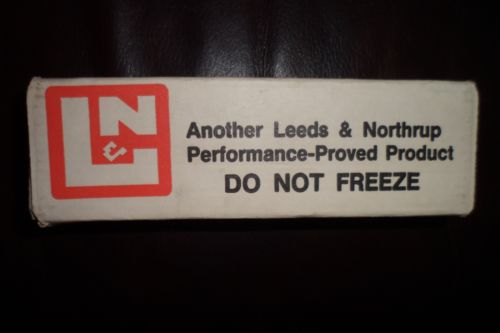 L&N
Another Leeds & Northrup
Performance-Proved Product
DO NOT FREEZE